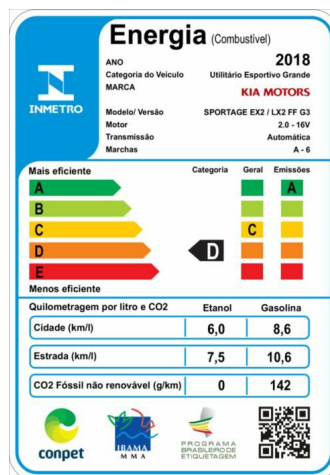 Energia (Combustível)
ANO 2018
Categoria do Veículo Utilitário Esportivo Grande
MARCA KIA MOTORS
INMETRO
Modelo/ Versão SPORTAGE EX2 / LX2 FF G3
Motor 2.0 - 16V
Transmissão Automática
Marchas A - 6
Mais eficiente Categoria Geral Emissões
A A
B
C C
D D
E
Menos eficiente
Quilometragem por litro e CO2 Etanol Gasolina
Cidade (km/l) 6,0 8,6
Estrada (km/l) 7,5 10,6
CO2 Fóssil não renovável (g/km) 0 142
conpet
IBAMA
MMA
PROGRAMA
BRASILEIRO DE
ETIQUETAGEM